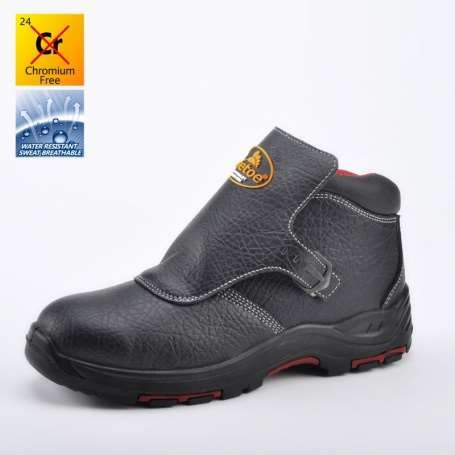 24
Cr
Chromium
Free
WATER RESISTANT
SWEAT BREATHABLE